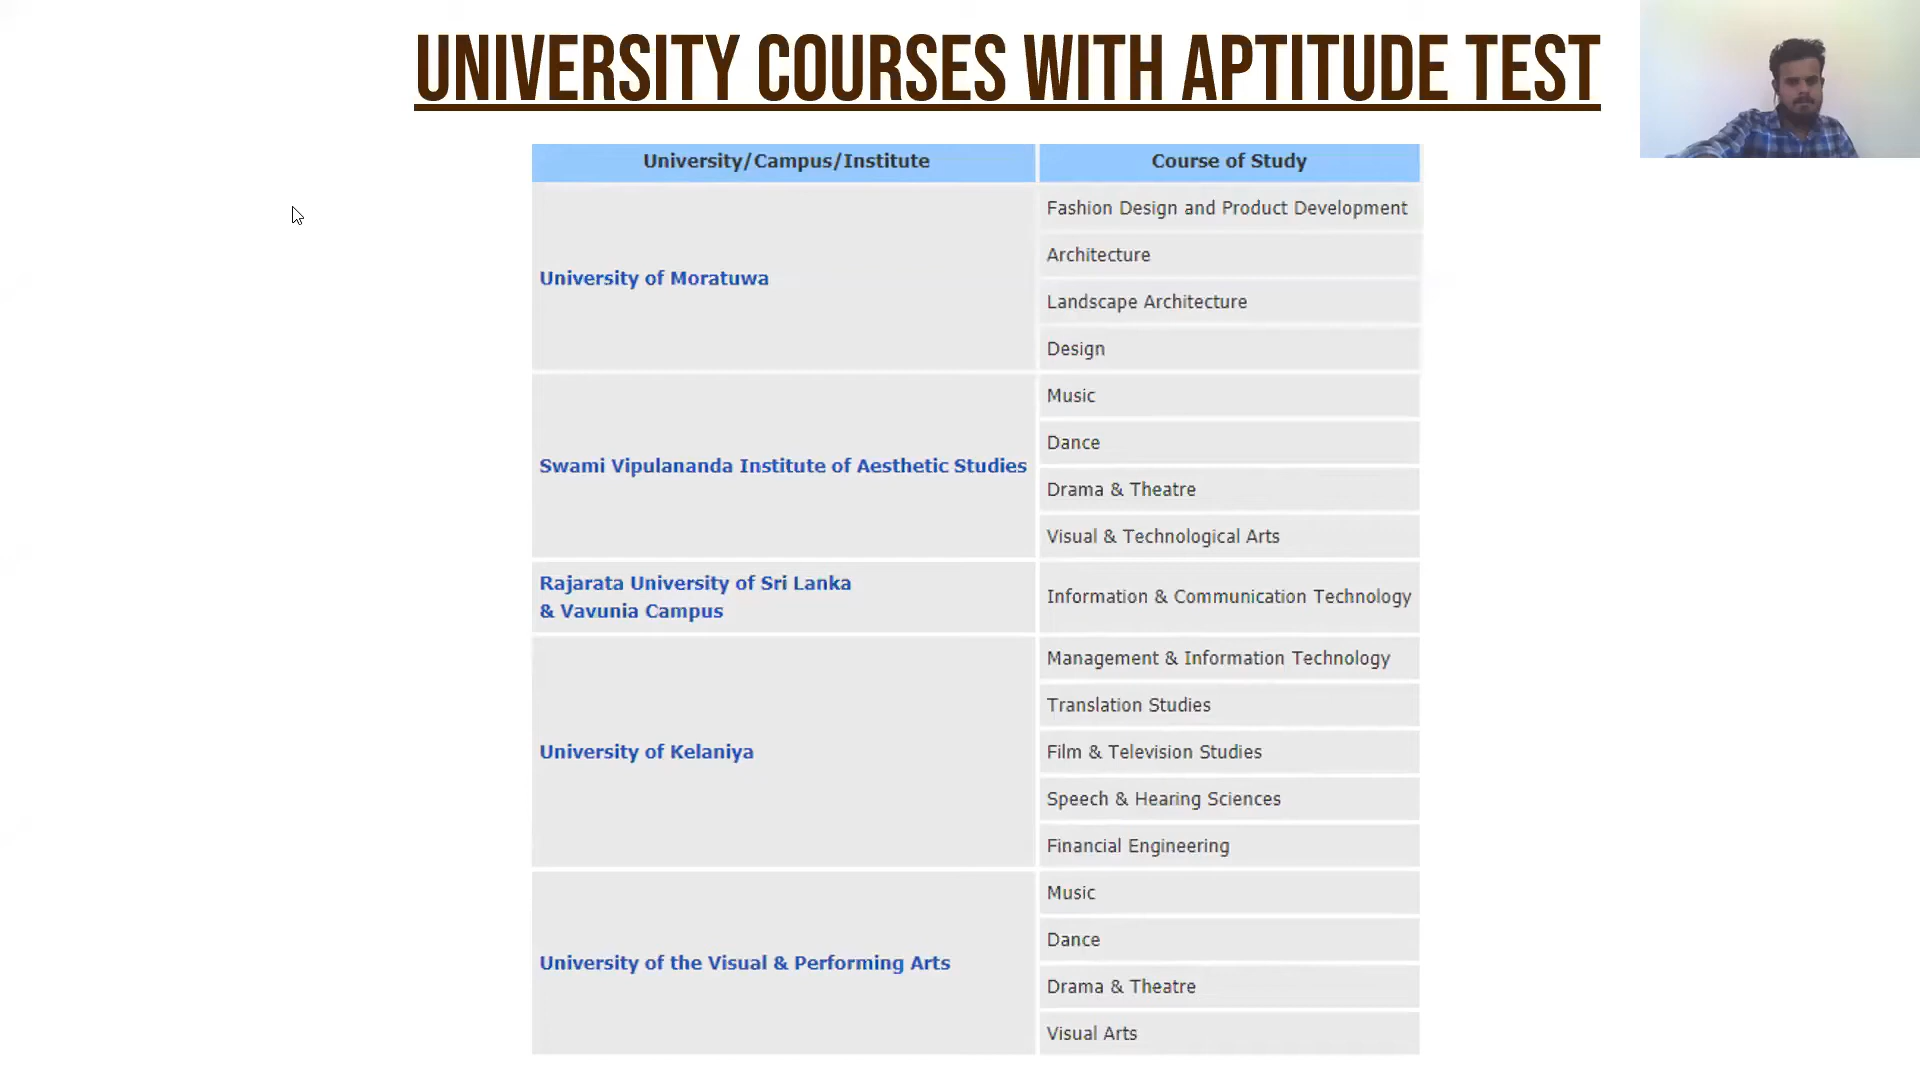 UNIVERSITY COURSES WITH APTITUDE TEST
University/Campus/Institute
Course of Study
University of Moratuwa
Fashion Design and Product Development
Architecture
Landscape Architecture
Design
Swami Vipulananda Institute of Aesthetic Studies
Music
Dance
Drama & Theatre
Visual & Technological Arts
Rajarata University of Sri Lanka
& Vavunia Campus
Information & Communication Technology
University of Kelaniya
Management & Information Technology
Translation Studies
Film & Television Studies
Speech & Hearing Sciences
Financial Engineering
University of the Visual & Performing Arts
Music
Dance
Drama & Theatre
Visual Arts